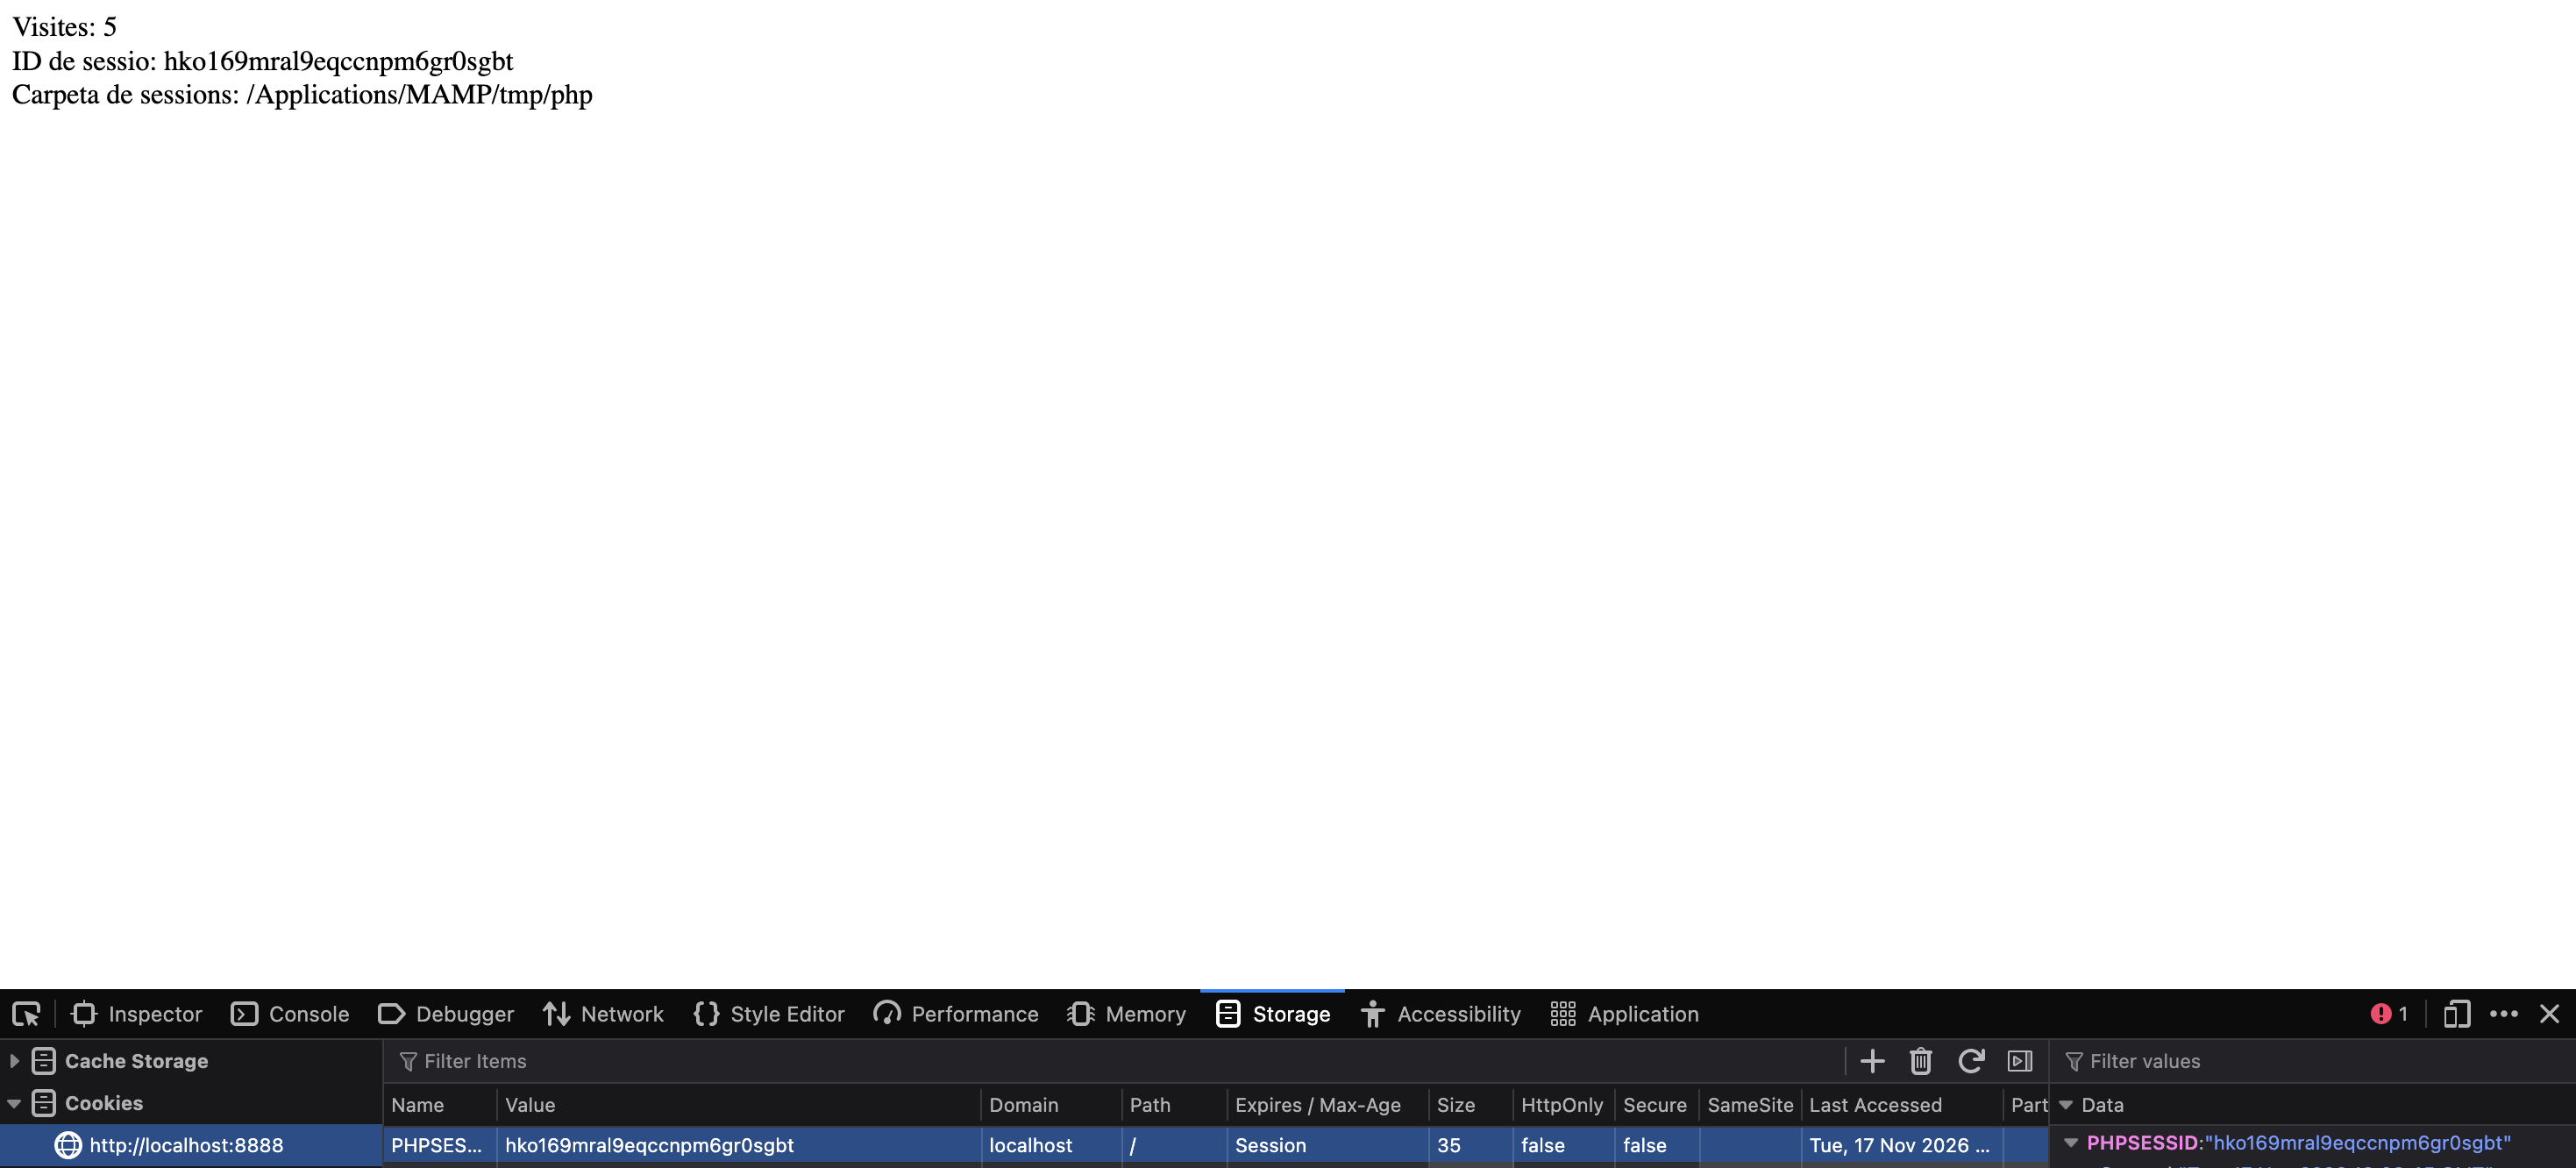 Visites: 5
ID de sessio: hko169mral9eqccnpm6gr0sgbt
Carpeta de sessions: /Applications/MAMP/tmp/php
Inspector Console Debugger Network Style Editor Performance Memory Storage Accessibility Application 1
Cache Storage Filter Items Filter values
Cookies Name Value Domain Path Expires / Max-Age Size HttpOnly Secure SameSite Last Accessed Part Data
http://localhost:8888 PHPSES... hko169mral9eqccnpm6gr0sgbt localhost / Session 35 false false Tue, 17 Nov 2026 ... PHPSESSID:"hko169mral9eqccnpm6gr0sgbt"